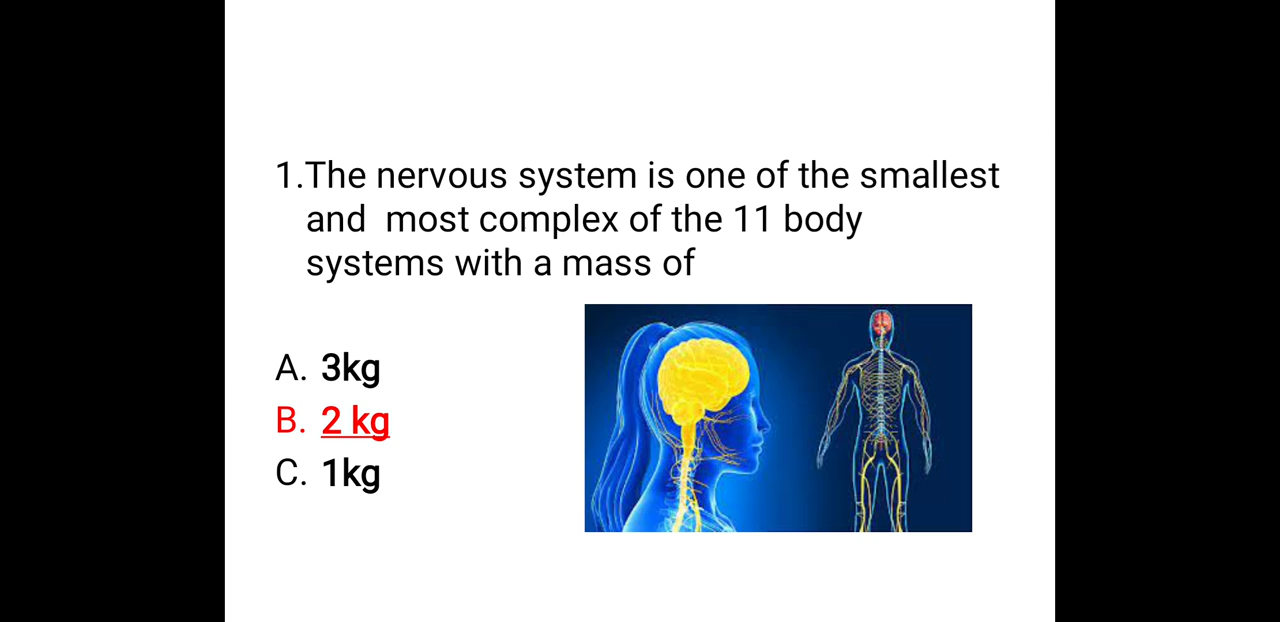 1.The nervous system is one of the smallest
and  most complex of the 11 body
systems with a mass of
A. 3kg
B. 2 kg
C. 1kg